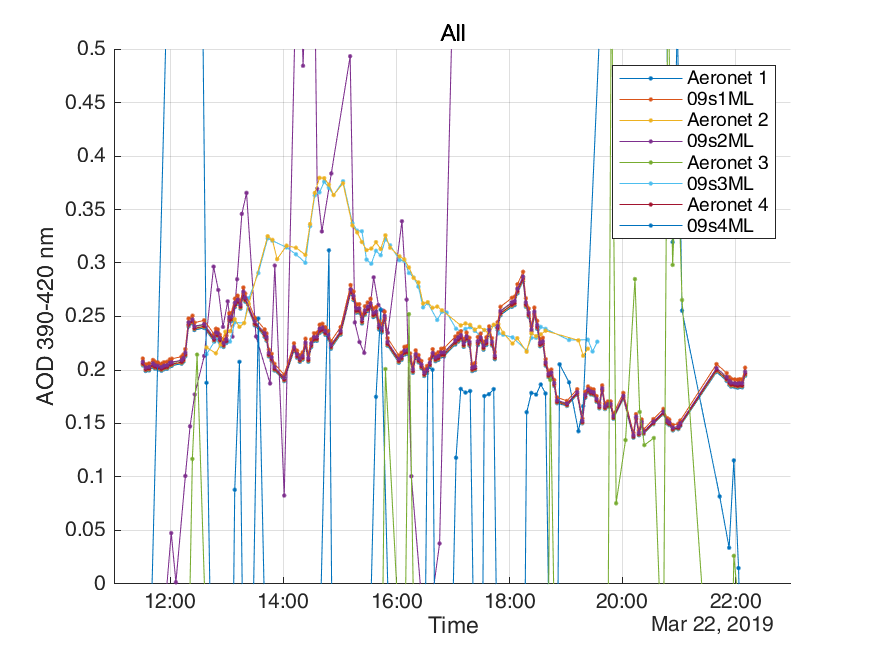 All
0.5
0.45
0.4
0.35
0.3
0.25
0.2
0.15
0.1
0.05
0
AOD 390-420 nm
Aeronet 1
09s1ML
Aeronet 2
09s2ML
Aeronet 3
09s3ML
Aeronet 4
09s4ML
12:00 14:00 16:00 18:00 20:00 22:00
Time
Mar 22, 2019